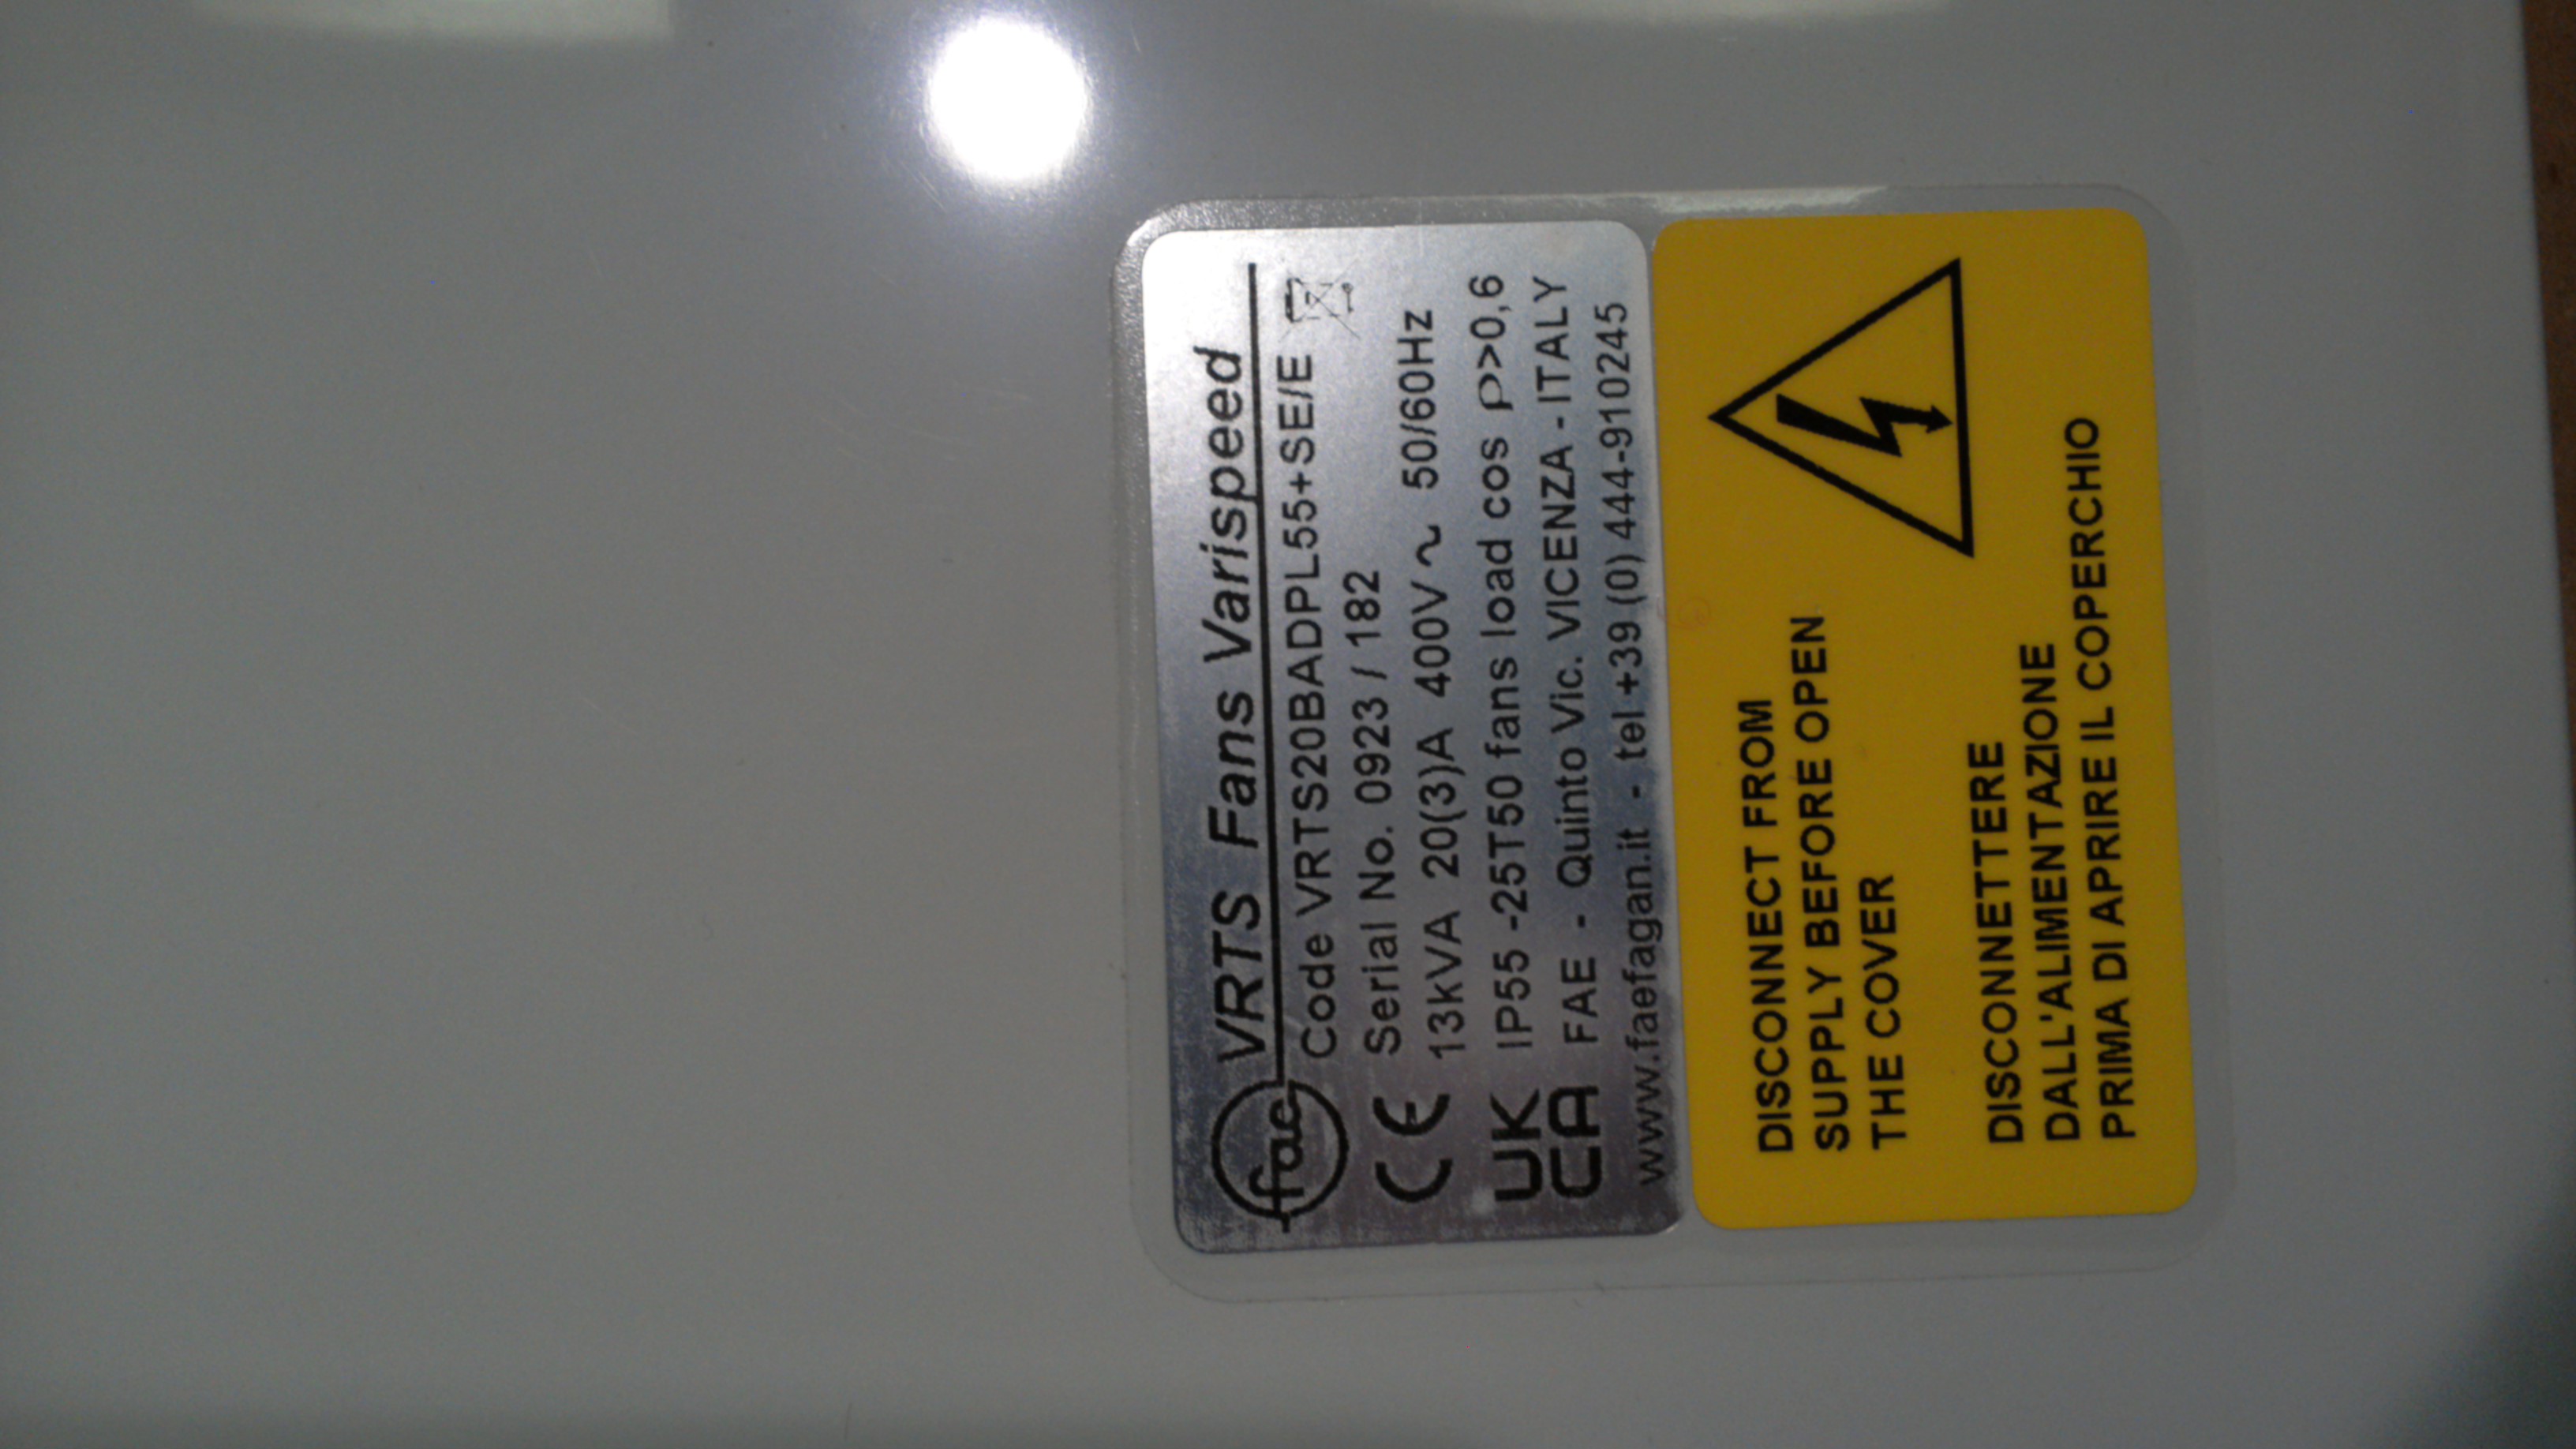 fae VRTS Fans Varispeed
Code VRTS20BADPL55+SE/E
Serial No. 0923 / 182
CE 13kVA 20(3)A 400V ~ 50/60Hz
UK CA IP55 -25T50 fans load cos ρ>0,6
FAE - Quinto Vic. VICENZA - ITALY
www.faefagan.it - tel +39 (0) 444-910245
DISCONNECT FROM
SUPPLY BEFORE OPEN
THE COVER
DISCONNETTERE
DALL'ALIMENTAZIONE
PRIMA DI APRIRE IL COPERCHIO